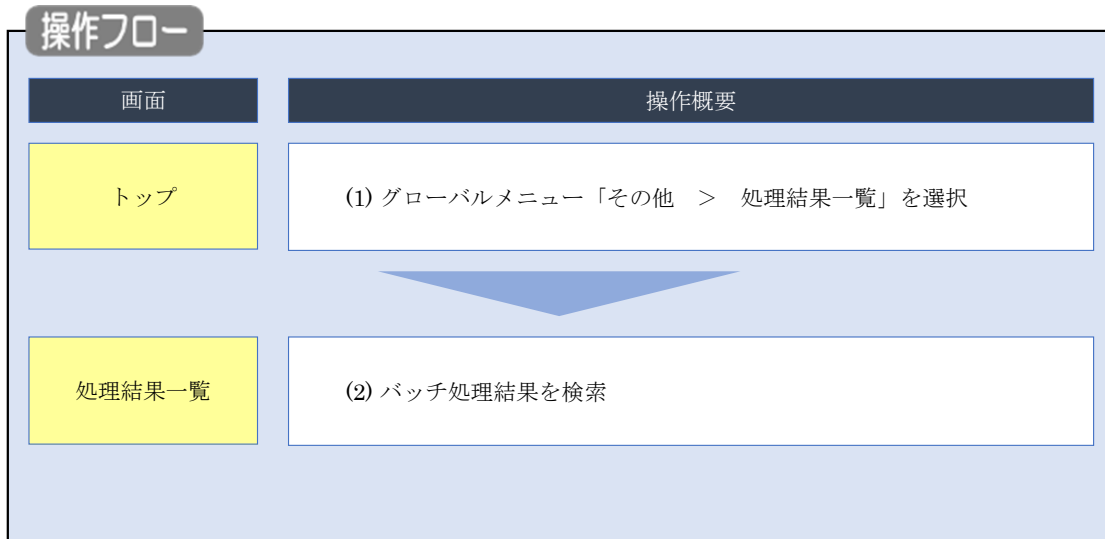 操作フロー
画面
操作概要
トップ
(1) グローバルメニュー「その他　＞　処理結果一覧」を選択
処理結果一覧
(2) バッチ処理結果を検索